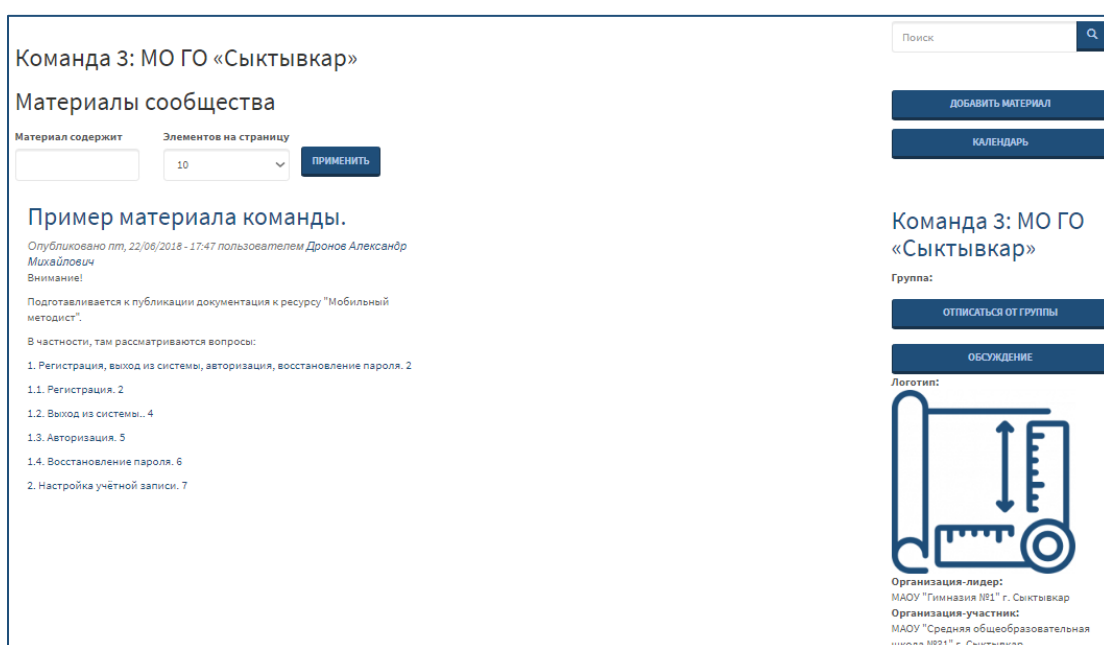 Команда 3: МО ГО «Сыктывкар»
Материалы сообщества
Материал содержит
Элементов на страницу
10
ПРИМЕНИТЬ
Пример материала команды.
Опубликовано пт, 22/06/2018 - 17:47 пользователем Дронов Александр
Михайлович
Внимание!
Подготавливается к публикации документация к ресурсу "Мобильный
методист".
В частности, там рассматриваются вопросы:
1. Регистрация, выход из системы, авторизация, восстановление пароля. 2
1.1. Регистрация. 2
1.2. Выход из системы.. 4
1.3. Авторизация. 5
1.4. Восстановление пароля. 6
2. Настройка учётной записи. 7
Поиск
ДОБАВИТЬ МАТЕРИАЛ
КАЛЕНДАРЬ
Команда 3: МО ГО
«Сыктывкар»
Группа:
ОТПИСАТЬСЯ ОТ ГРУППЫ
ОБСУЖДЕНИЕ
Логотип:
Организация-лидер:
МАОУ "Гимназия №1" г. Сыктывкар
Организация-участник:
МАОУ "Средняя общеобразовательная
школа №31" г. Сыктывкар